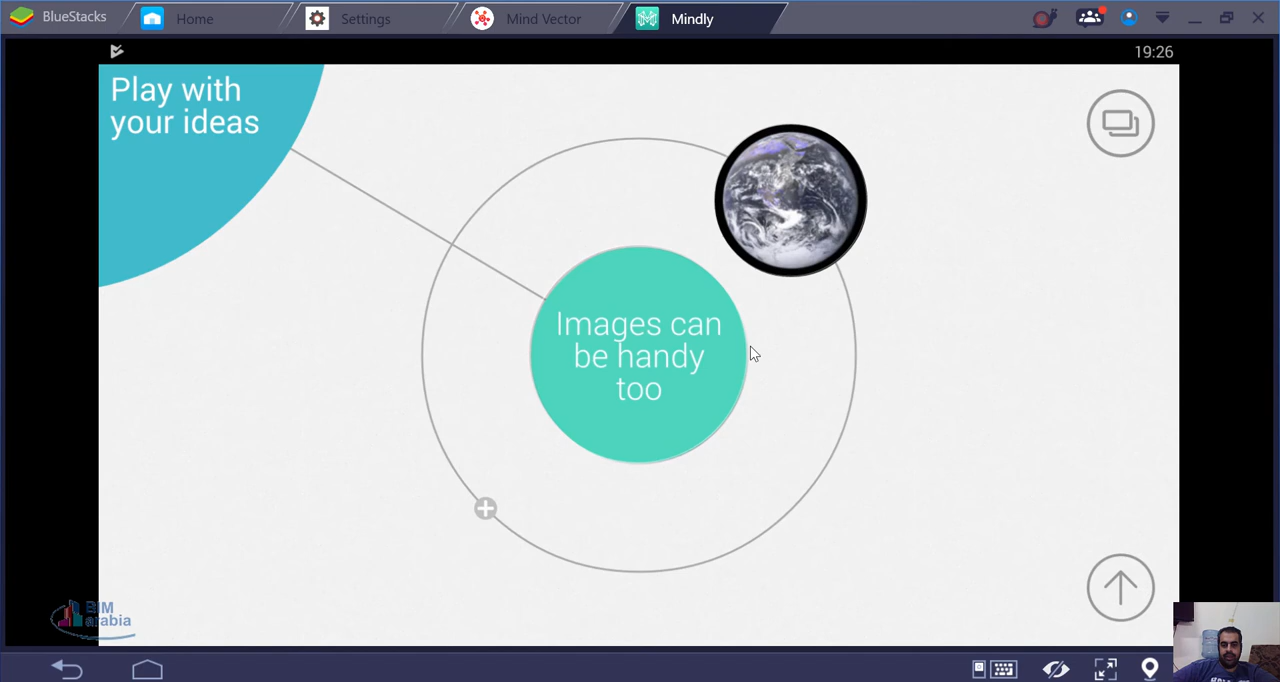 BlueStacks
Home
Settings
Mind Vector
Mindly
19:26
Play with
your ideas
Images can
be handy
too
BIM
arabia